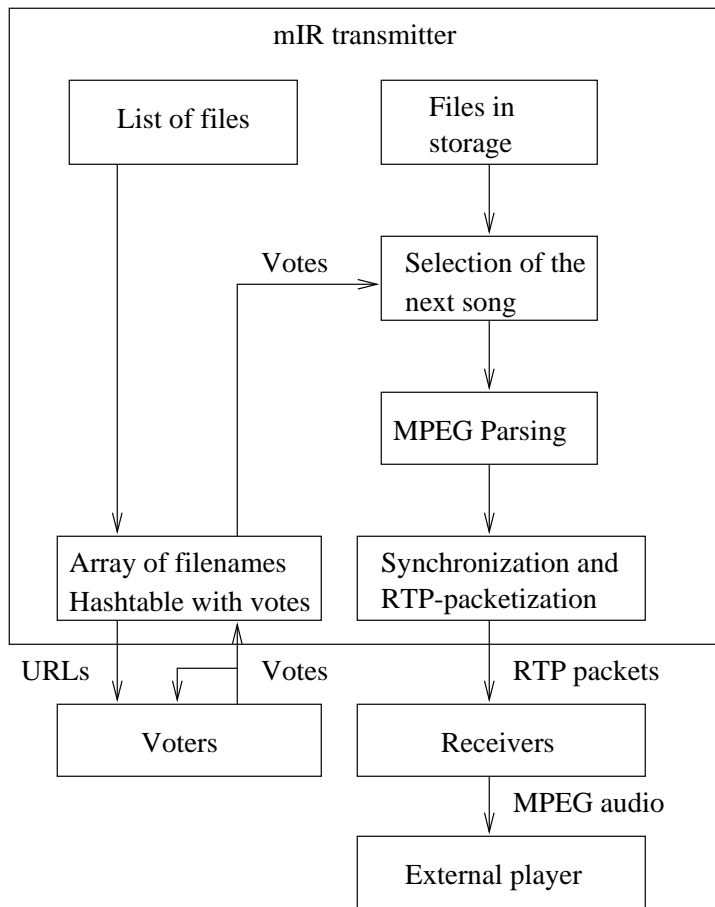 mIR transmitter
List of files
Files in
storage
Votes
Selection of the
next song
MPEG Parsing
Array of filenames
Hashtable with votes
Synchronization and
RTP-packetization
URLs
Votes
RTP packets
Voters
Receivers
MPEG audio
External player